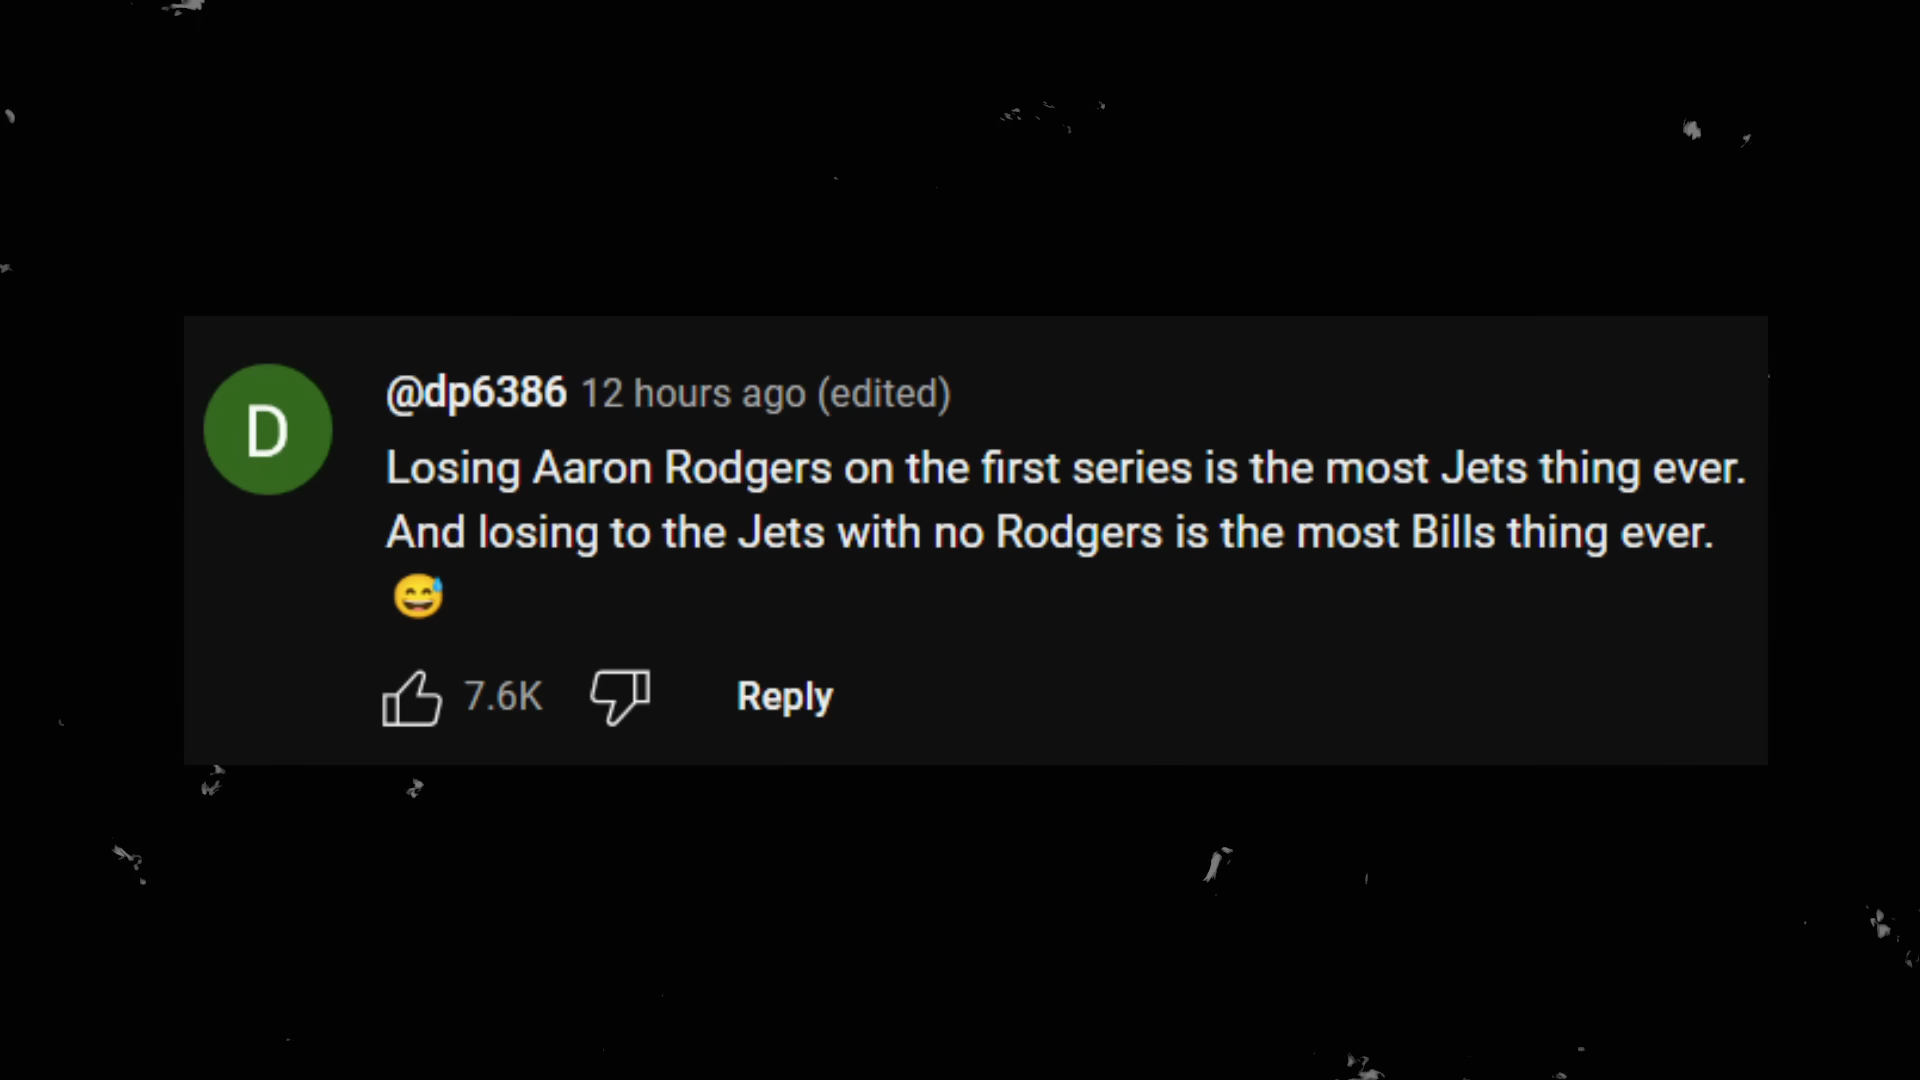 D
@dp6386 12 hours ago (edited)
Losing Aaron Rodgers on the first series is the most Jets thing ever.
And losing to the Jets with no Rodgers is the most Bills thing ever.
😅
7.6K Reply